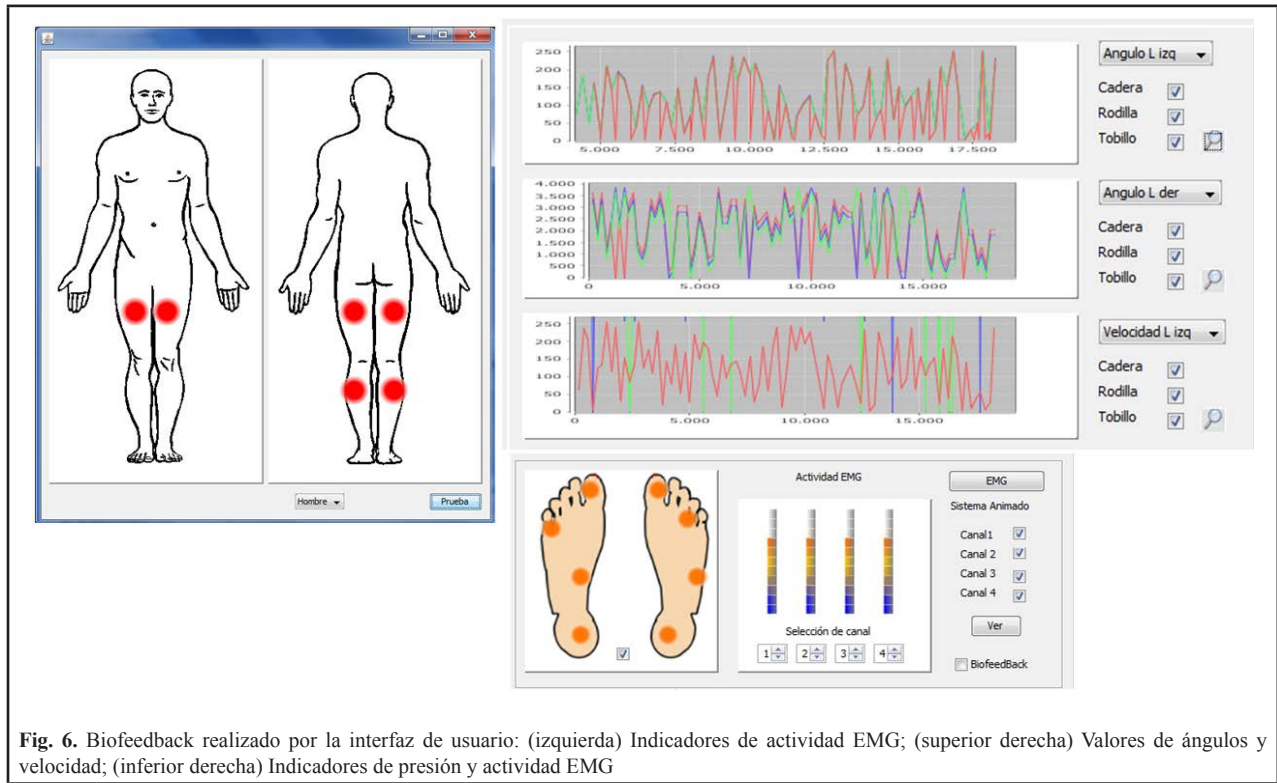 Hombre
Prueba
250
200
150
100
50
0
5.000 7.500 10.000 12.500 15.000 17.500
Angulo L izq
Cadera
Rodilla
Tobillo
4.000
3.500
3.000
2.500
2.000
1.500
1.000
500
0
0 5.000 10.000 15.000
Angulo L der
Cadera
Rodilla
Tobillo
250
200
150
100
50
0
0 5.000 10.000 15.000
Velocidad L izq
Cadera
Rodilla
Tobillo
Actividad EMG
Selección de canal
1 2 3 4
EMG
Sistema Animado
Canal1
Canal 2
Canal 3
Canal 4
Ver
BiofeedBack
Fig. 6. Biofeedback realizado por la interfaz de usuario: (izquierda) Indicadores de actividad EMG; (superior derecha) Valores de ángulos y
velocidad; (inferior derecha) Indicadores de presión y actividad EMG